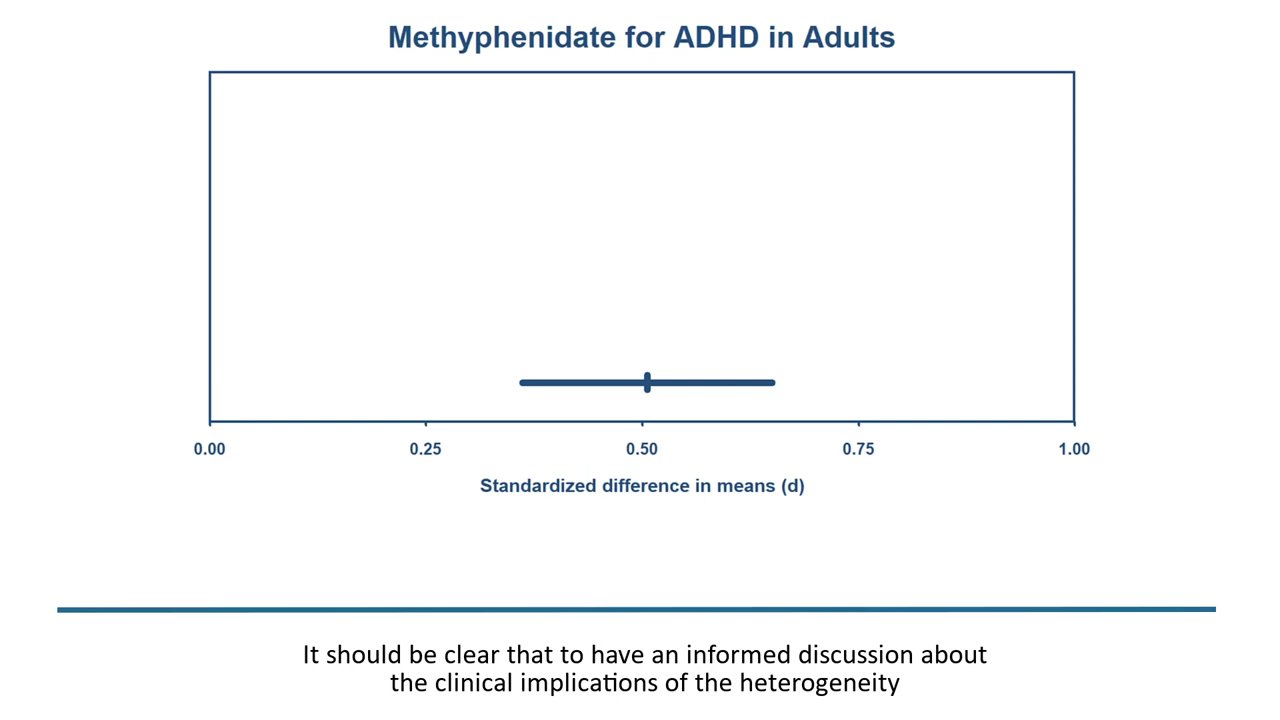 Methyphenidate for ADHD in Adults
0.00 0.25 0.50 0.75 1.00
Standardized difference in means (d)
It should be clear that to have an informed discussion about
the clinical implications of the heterogeneity